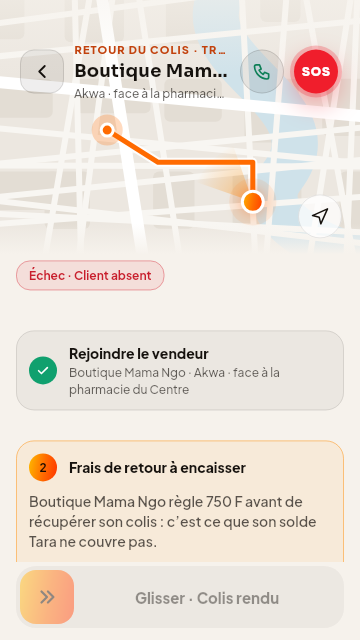 RETOUR DU COLIS · TR…
Boutique Mam…
Akwa · face à la pharmaci…
SOS
Échec · Client absent
Rejoindre le vendeur
Boutique Mama Ngo · Akwa · face à la
pharmacie du Centre
2
Frais de retour à encaisser
Boutique Mama Ngo règle 750 F avant de
récupérer son colis : c’est ce que son solde
Tara ne couvre pas.
Glisser · Colis rendu